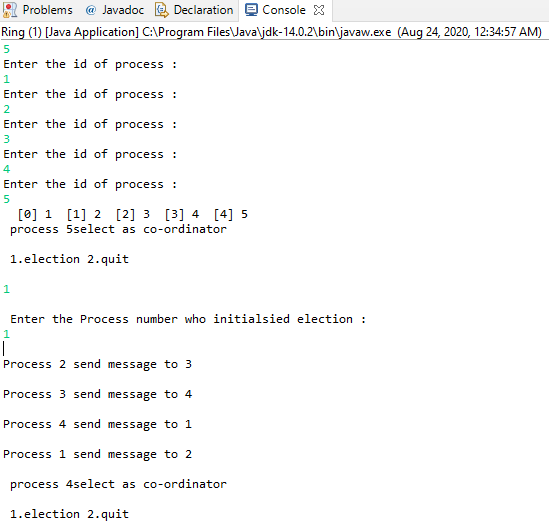 Problems @ Javadoc Declaration Console
Ring (1) [Java Application] C:\Program Files\Java\jdk-14.0.2\bin\javaw.exe (Aug 24, 2020, 12:34:57 AM)
5
Enter the id of process :
1
Enter the id of process :
2
Enter the id of process :
3
Enter the id of process :
4
Enter the id of process :
5
[0] 1 [1] 2 [2] 3 [3] 4 [4] 5
process 5select as co-ordinator
1.election 2.quit
1
Enter the Process number who initialsied election :
1
Process 2 send message to 3
Process 3 send message to 4
Process 4 send message to 1
Process 1 send message to 2
process 4select as co-ordinator
1.election 2.quit